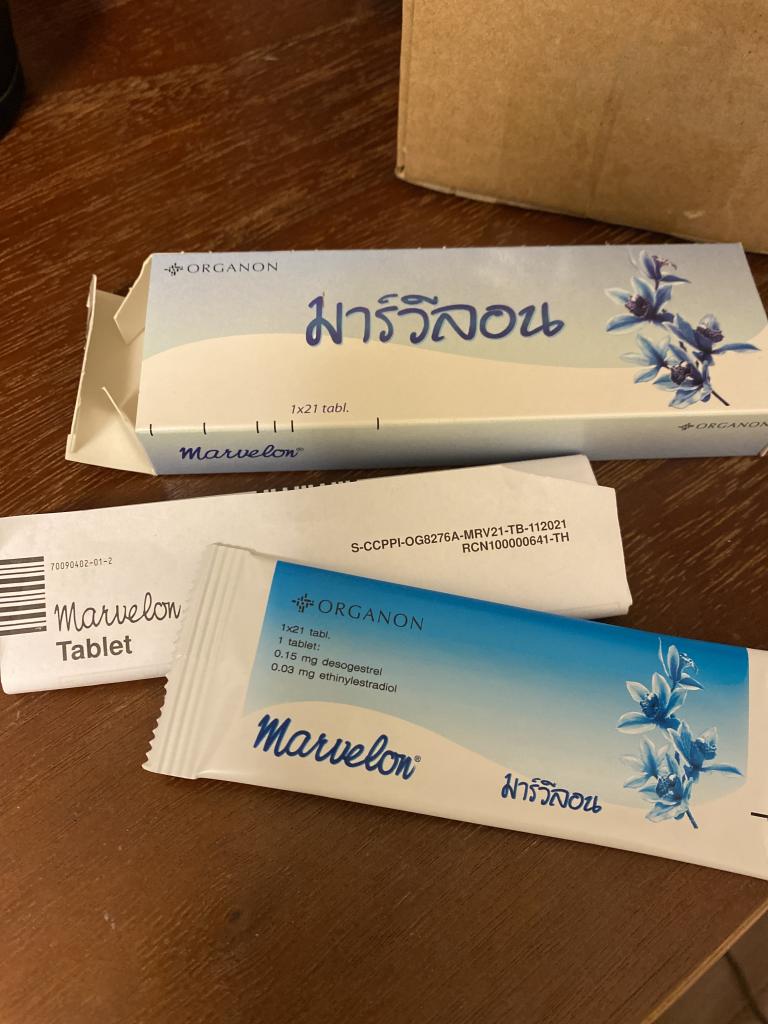 ORGANON
มาร์วีลอน
1x21 tabl.
Marvelon®
ORGANON
S-CCPPI-OG8276A-MRV21-TB-112021
RCN100000641-TH
70090402-01-2
Marvelon
Tablet
ORGANON
1x21 tabl.
1 tablet:
0.15 mg desogestrel
0.03 mg ethinylestradiol
Marvelon®
มาร์วีลอน